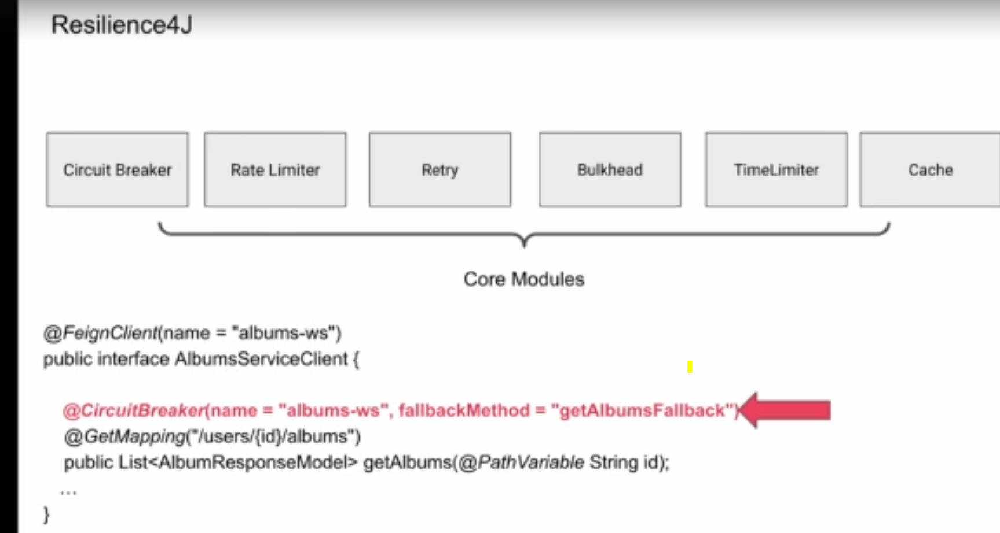 Resilience4J
Circuit Breaker
Rate Limiter
Retry
Bulkhead
TimeLimiter
Cache
Core Modules
@FeignClient(name = "albums-ws")
public interface AlbumsServiceClient {
@CircuitBreaker(name = "albums-ws", fallbackMethod = "getAlbumsFallback")
@GetMapping("/users/{id}/albums")
public List<AlbumResponseModel> getAlbums(@PathVariable String id);
...
}